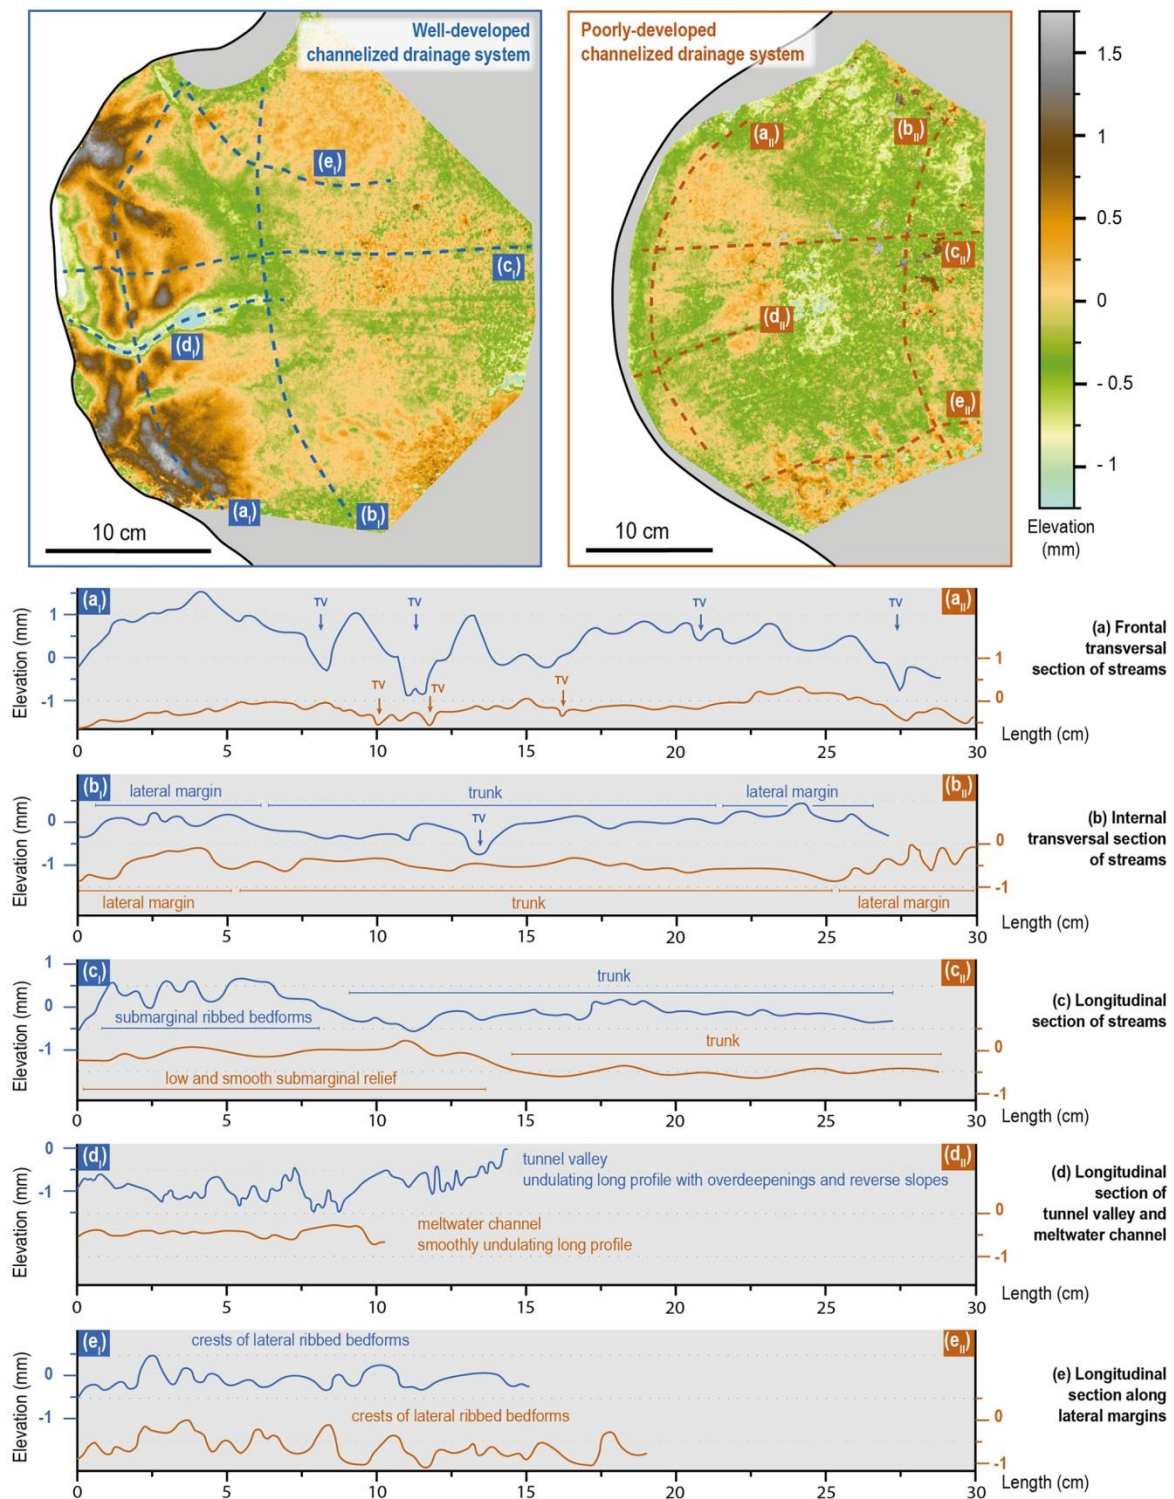 Well-developed
channelized drainage system
Poorly-developed
channelized drainage system
1.5
1
0.5
0
- 0.5
- 1
Elevation
(mm)
(eI)
(cI)
(dI)
(aI)
(bI)
10 cm
(aII)
(bII)
(cII)
(dII)
(eII)
10 cm
(aI)
(aII)
Elevation (mm)
1
0
-1
TV
TV
TV
TV
TV
TV
TV
1
0
0
5
10
15
20
25
30
Length (cm)
(a) Frontal
transversal
section of streams
(bI)
(bII)
Elevation (mm)
0
-1
lateral margin
trunk
lateral margin
TV
0
-1
lateral margin
trunk
lateral margin
0
5
10
15
20
25
30
Length (cm)
(b) Internal
transversal section
of streams
(cI)
(cII)
Elevation (mm)
1
0
-1
trunk
submarginal ribbed bedforms
trunk
low and smooth submarginal relief
0
-1
0
5
10
15
20
25
30
Length (cm)
(c) Longitudinal
section of streams
(dI)
(dII)
Elevation (mm)
0
-1
tunnel valley
undulating long profile with overdeepenings and reverse slopes
meltwater channel
smoothly undulating long profile
0
-1
0
5
10
15
20
25
30
Length (cm)
(d) Longitudinal
section of
tunnel valley and
meltwater channel
(eI)
(eII)
Elevation (mm)
0
-1
crests of lateral ribbed bedforms
crests of lateral ribbed bedforms
0
-1
0
5
10
15
20
25
30
Length (cm)
(e) Longitudinal
section along
lateral margins